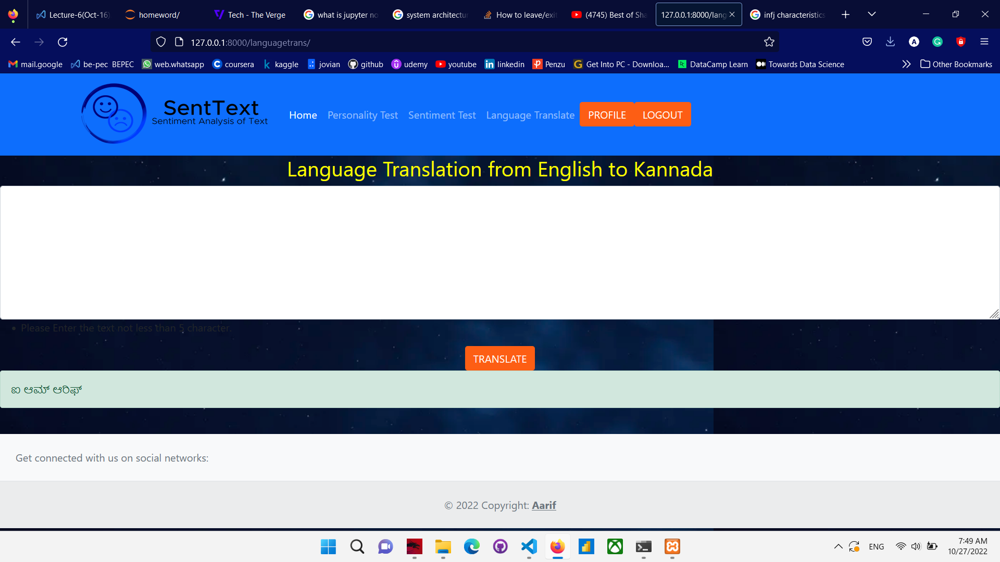 Lecture-6(Oct-16)
homeword/
Tech - The Verge
what is jupyter no
system architectur
How to leave/exit
(4745) Best of Sha
127.0.0.1:8000/lang
infj characteristics
127.0.0.1:8000/languagetrans/
mail.google
be-pec BEPEC
web.whatsapp
coursera
kaggle
jovian
github
udemy
youtube
linkedin
Penzu
Get Into PC - Downloa...
DataCamp Learn
Towards Data Science
Other Bookmarks
SentText
Sentiment Analysis of Text
Home
Personality Test
Sentiment Test
Language Translate
PROFILE
LOGOUT
Language Translation from English to Kannada
• Please Enter the text not less than 5 character.
TRANSLATE
ಐ ಆಮ್ ಆರಿಫ್
Get connected with us on social networks:
© 2022 Copyright: Aarif
ENG
7:49 AM
10/27/2022